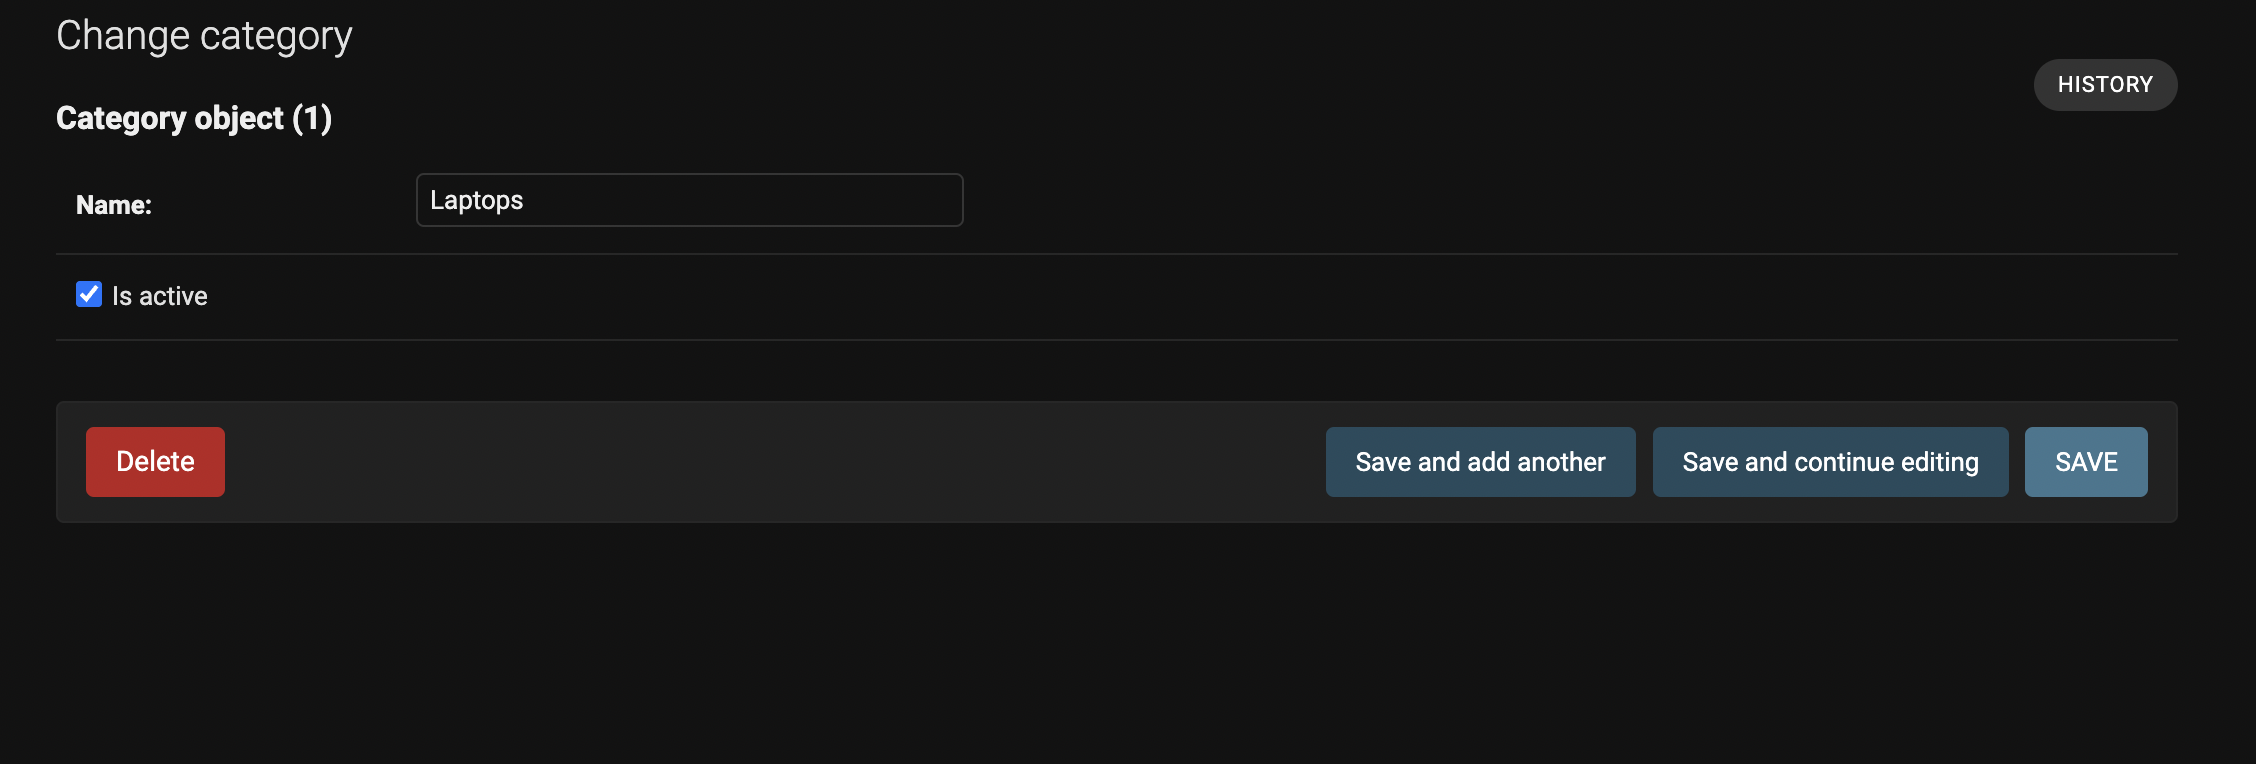 Change category
HISTORY
Category object (1)
Name:
Laptops
Is active
Delete
Save and add another
Save and continue editing
SAVE